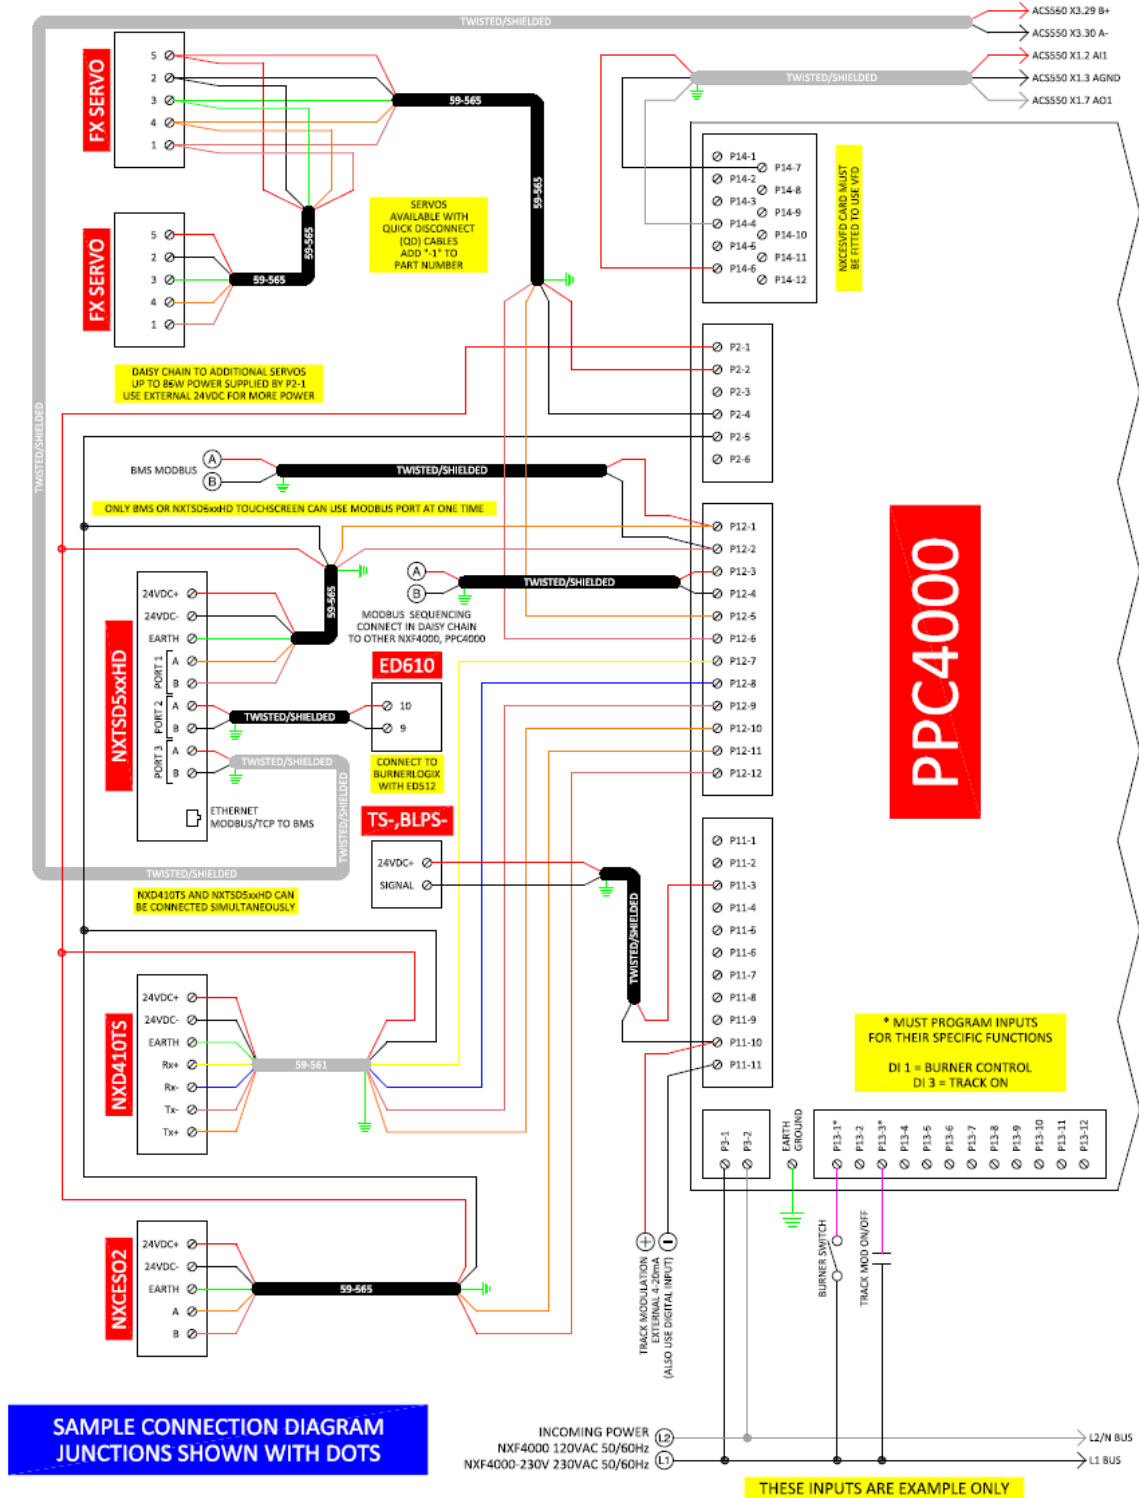 TWISTED/SHIELDED
ACS550 X3.29 B+
ACS550 X3.30 A-
ACS550 X1.2 AI1
TWISTED/SHIELDED
ACS550 X1.3 AGND
ACS550 X1.7 AO1
FX SERVO
5
2
3
4
1
59-565
59-565
59-565
FX SERVO
5
2
3
4
1
59-565
SERVOS
AVAILABLE WITH
QUICK DISCONNECT
(QD) CABLES
ADD "-1" TO
PART NUMBER
P14-1
P14-2
P14-3
P14-4
P14-5
P14-6
P14-7
P14-8
P14-9
P14-10
P14-11
P14-12
NXCESVFD CARD MUST
BE FITTED TO USE VFD
DAISY CHAIN TO ADDITIONAL SERVOS
UP TO 86W POWER SUPPLIED BY P2-1
USE EXTERNAL 24VDC FOR MORE POWER
P2-1
P2-2
P2-3
P2-4
P2-5
P2-6
TWISTED/SHIELDED
BMS MODBUS
A
B
TWISTED/SHIELDED
ONLY BMS OR NXTSD5xxHD TOUCHSCREEN CAN USE MODBUS PORT AT ONE TIME
P12-1
P12-2
P12-3
P12-4
P12-5
P12-6
P12-7
P12-8
P12-9
P12-10
P12-11
P12-12
PPC4000
A
B
TWISTED/SHIELDED
MODBUS SEQUENCING
CONNECT IN DAISY CHAIN
TO OTHER NXF4000, PPC4000
NXTSD5xxHD
24VDC+
24VDC-
EARTH
PORT 1
A
B
PORT 2
A
B
PORT 3
A
B
59-565
TWISTED/SHIELDED
TWISTED/SHIELDED
TWISTED/SHIELDED
ETHERNET
MODBUS/TCP TO BMS
ED610
10
9
CONNECT TO
BURNERLOGIX
WITH ED512
TS-,BLPS-
24VDC+
SIGNAL
TWISTED/SHIELDED
TWISTED/SHIELDED
NXD410TS AND NXTSD5xxHD CAN
BE CONNECTED SIMULTANEOUSLY
P11-1
P11-2
P11-3
P11-4
P11-5
P11-6
P11-7
P11-8
P11-9
P11-10
P11-11
NXD410TS
24VDC+
24VDC-
EARTH
Rx+
Rx-
Tx-
Tx+
59-561
* MUST PROGRAM INPUTS
FOR THEIR SPECIFIC FUNCTIONS
DI 1 = BURNER CONTROL
DI 3 = TRACK ON
P3-1
P3-2
EARTH
GROUND
P13-1*
P13-2
P13-3*
P13-4
P13-5
P13-6
P13-7
P13-8
P13-9
P13-10
P13-11
P13-12
NXCESO2
24VDC+
24VDC-
EARTH
A
B
59-565
TRACK MODULATION
EXTERNAL 4-20mA
(ALSO USE DIGITAL INPUT)
+
-
BURNER SWITCH
TRACK MOD ON/OFF
SAMPLE CONNECTION DIAGRAM
JUNCTIONS SHOWN WITH DOTS
INCOMING POWER
NXF4000 120VAC 50/60Hz
NXF4000-230V 230VAC 50/60Hz
L2
L1
L2/N BUS
L1 BUS
THESE INPUTS ARE EXAMPLE ONLY